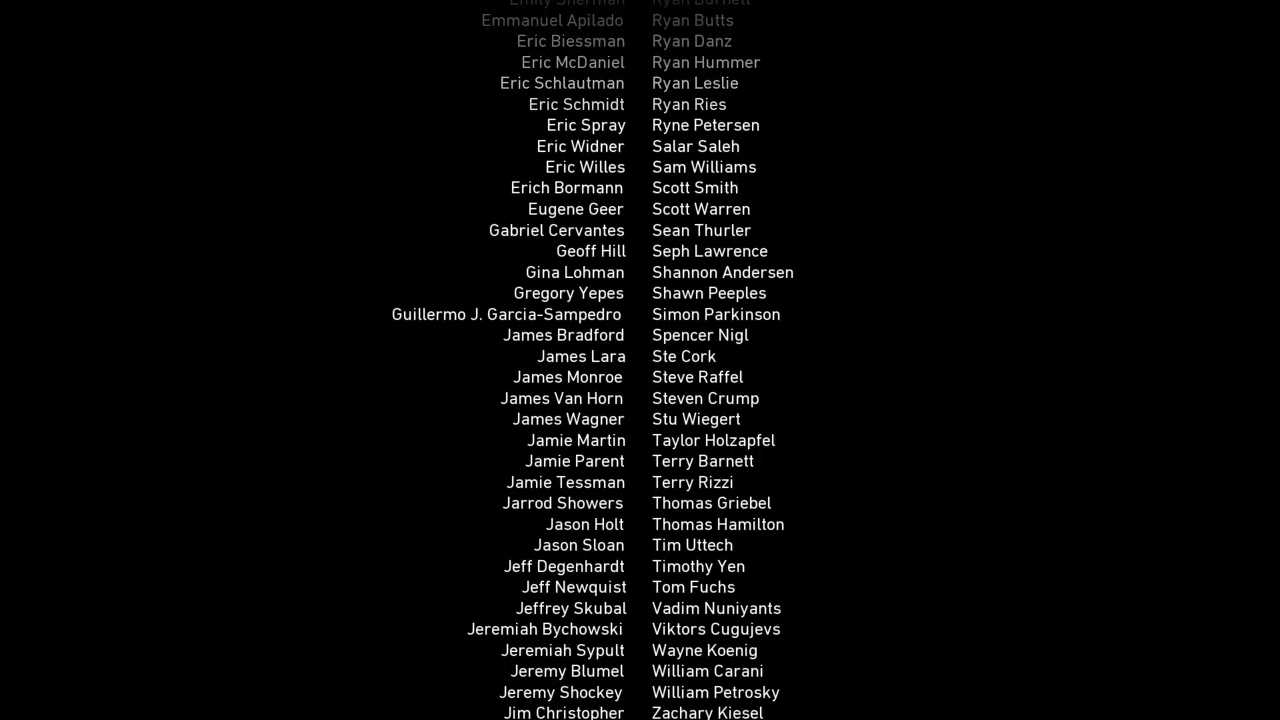 Emily Sherman Ryan Burnett
Emmanuel Apilado Ryan Butts
Eric Biessman Ryan Danz
Eric McDaniel Ryan Hummer
Eric Schlautman Ryan Leslie
Eric Schmidt Ryan Ries
Eric Spray Ryne Petersen
Eric Widner Salar Saleh
Eric Willes Sam Williams
Erich Bormann Scott Smith
Eugene Geer Scott Warren
Gabriel Cervantes Sean Thurler
Geoff Hill Seph Lawrence
Gina Lohman Shannon Andersen
Gregory Yepes Shawn Peeples
Guillermo J. Garcia-Sampedro Simon Parkinson
James Bradford Spencer Nigl
James Lara Ste Cork
James Monroe Steve Raffel
James Van Horn Steven Crump
James Wagner Stu Wiegert
Jamie Martin Taylor Holzapfel
Jamie Parent Terry Barnett
Jamie Tessman Terry Rizzi
Jarrod Showers Thomas Griebel
Jason Holt Thomas Hamilton
Jason Sloan Tim Uttech
Jeff Degenhardt Timothy Yen
Jeff Newquist Tom Fuchs
Jeffrey Skubal Vadim Nuniyants
Jeremiah Bychowski Viktors Cugujevs
Jeremiah Sypult Wayne Koenig
Jeremy Blumel William Carani
Jeremy Shockey William Petrosky
Jim Christopher Zachary Kiesel